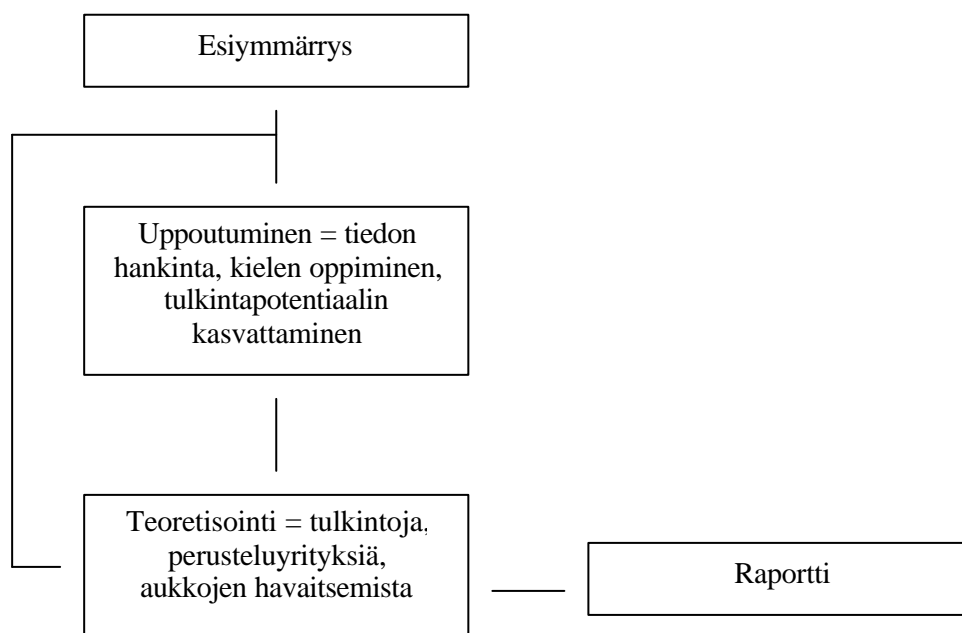 Esiymmärrys
Uppoutuminen = tiedon
hankinta, kielen oppiminen,
tulkintapotentiaalin
kasvattaminen
Teoretisointi = tulkintoja,
perusteluyrityksiä,
aukkojen havaitsemista
Raportti